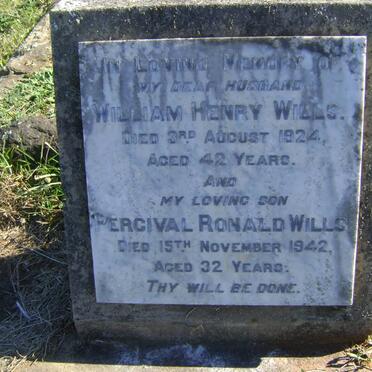 IN LOVING MEMORY OF
MY DEAR HUSBAND
WILLIAM HENRY WILLS.
DIED 3RD AUGUST 1924,
AGED 42 YEARS.
AND
MY LOVING SON
PERCIVAL RONALD WILLS
DIED 15TH NOVEMBER 1942,
AGED 32 YEARS.
THY WILL BE DONE.